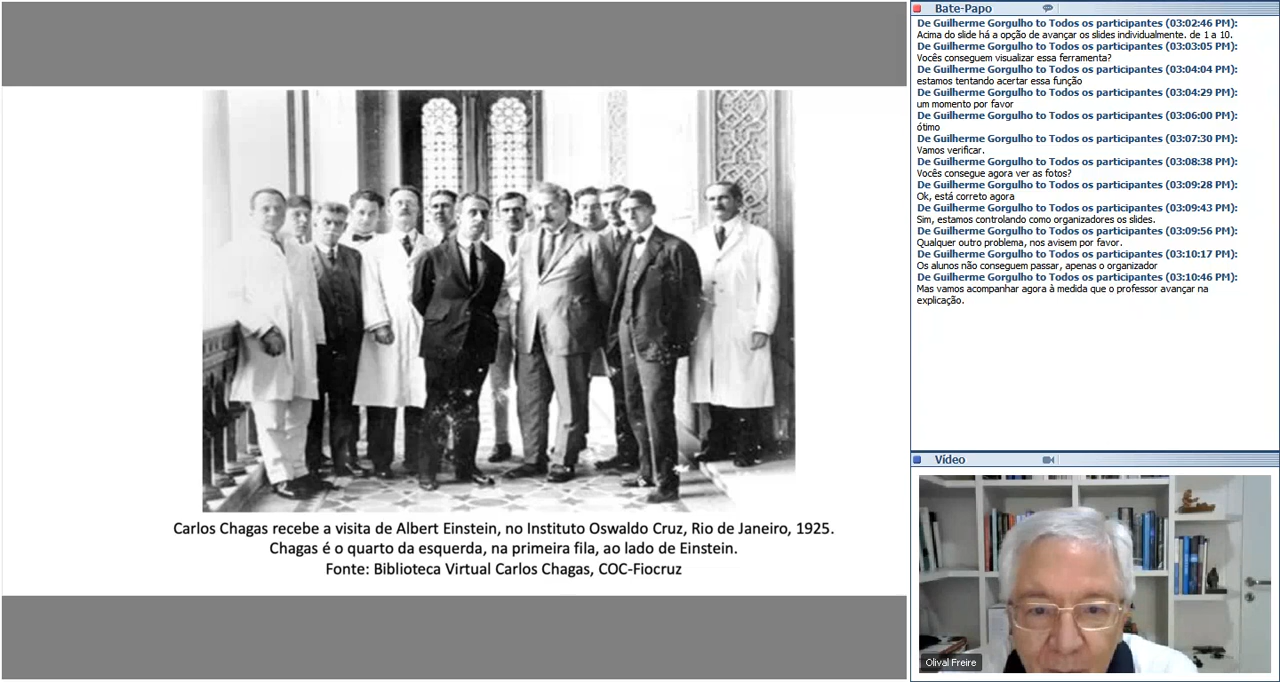 Carlos Chagas recebe a visita de Albert Einstein, no Instituto Oswaldo Cruz, Rio de Janeiro, 1925.
Chagas é o quarto da esquerda, na primeira fila, ao lado de Einstein.
Fonte: Biblioteca Virtual Carlos Chagas, COC-Fiocruz
Bate-Papo
De Guilherme Gorgulho to Todos os participantes (03:02:46 PM):
Acima do slide há a opção de avançar os slides individualmente. de 1 a 10.
De Guilherme Gorgulho to Todos os participantes (03:03:05 PM):
Vocês conseguem visualizar essa ferramenta?
De Guilherme Gorgulho to Todos os participantes (03:04:04 PM):
estamos tentando acertar essa função
De Guilherme Gorgulho to Todos os participantes (03:04:29 PM):
um momento por favor
De Guilherme Gorgulho to Todos os participantes (03:06:00 PM):
ótimo
De Guilherme Gorgulho to Todos os participantes (03:07:30 PM):
Vamos verificar.
De Guilherme Gorgulho to Todos os participantes (03:08:38 PM):
Vocês consegue agora ver as fotos?
De Guilherme Gorgulho to Todos os participantes (03:09:28 PM):
Ok, está correto agora
De Guilherme Gorgulho to Todos os participantes (03:09:43 PM):
Sim, estamos controlando como organizadores os slides.
De Guilherme Gorgulho to Todos os participantes (03:09:56 PM):
Qualquer outro problema, nos avisem por favor.
De Guilherme Gorgulho to Todos os participantes (03:10:17 PM):
Os alunos não conseguem passar, apenas o organizador
De Guilherme Gorgulho to Todos os participantes (03:10:46 PM):
Mas vamos acompanhar agora à medida que o professor avançar na
explicação.
Vídeo
Olival Freire